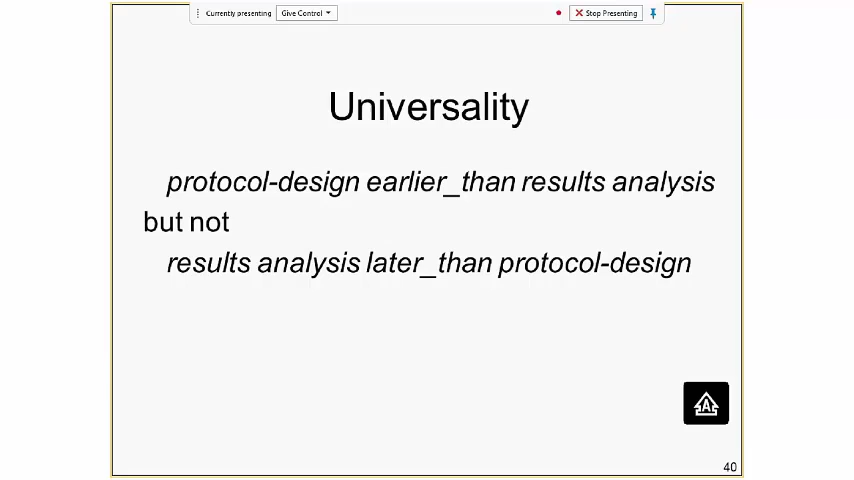 Currently presenting Give Control Stop Presenting
Universality
protocol-design earlier_than results analysis
but not
results analysis later_than protocol-design
A
40